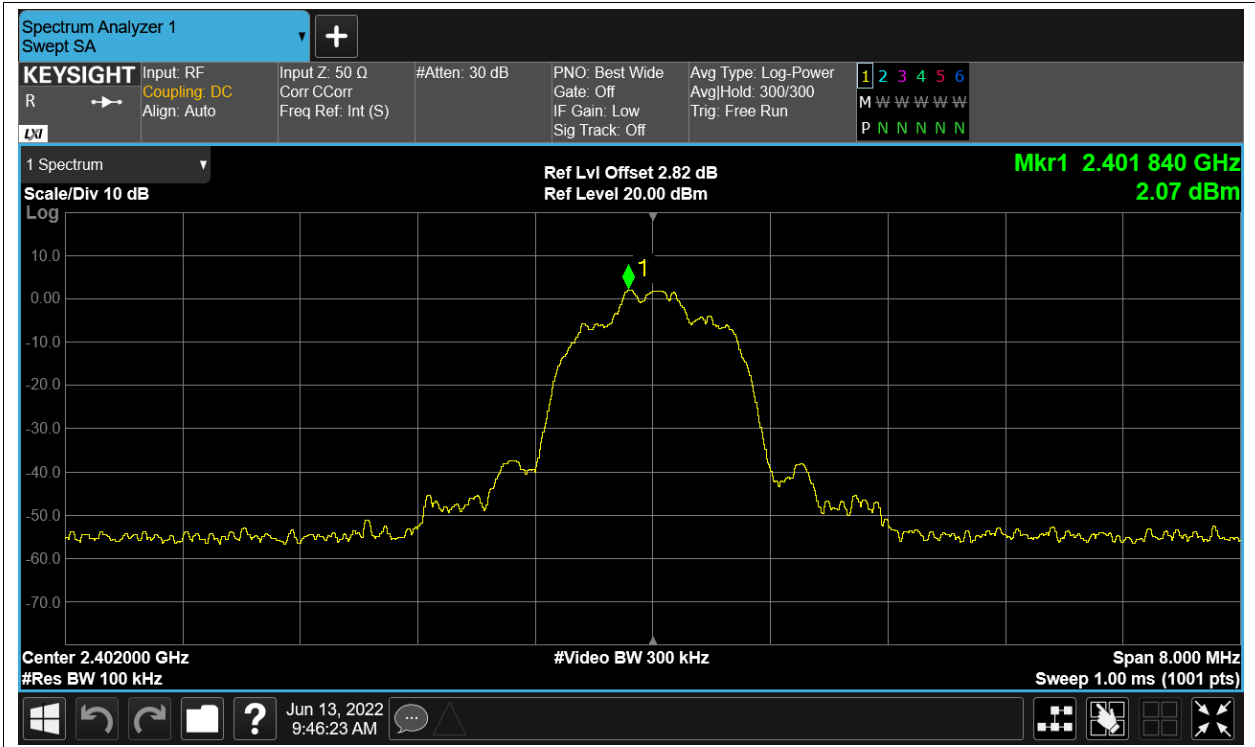 Spectrum Analyzer 1
Swept SA
+
KEYSIGHT
R
LXI
Input: RF
Coupling: DC
Align: Auto
Input Z: 50 Ω
Corr CCorr
Freq Ref: Int (S)
#Atten: 30 dB
PNO: Best Wide
Gate: Off
IF Gain: Low
Sig Track: Off
Avg Type: Log-Power
Avg|Hold: 300/300
Trig: Free Run
1 2 3 4 5 6
M W W W W W
P N N N N N
1 Spectrum
Scale/Div 10 dB
Log
Ref Lvl Offset 2.82 dB
Ref Level 20.00 dBm
Mkr1 2.401 840 GHz
2.07 dBm
1
10.0
0.00
-10.0
-20.0
-30.0
-40.0
-50.0
-60.0
-70.0
Center 2.402000 GHz
#Video BW 300 kHz
Span 8.000 MHz
#Res BW 100 kHz
Sweep 1.00 ms (1001 pts)
?
Jun 13, 2022
9:46:23 AM